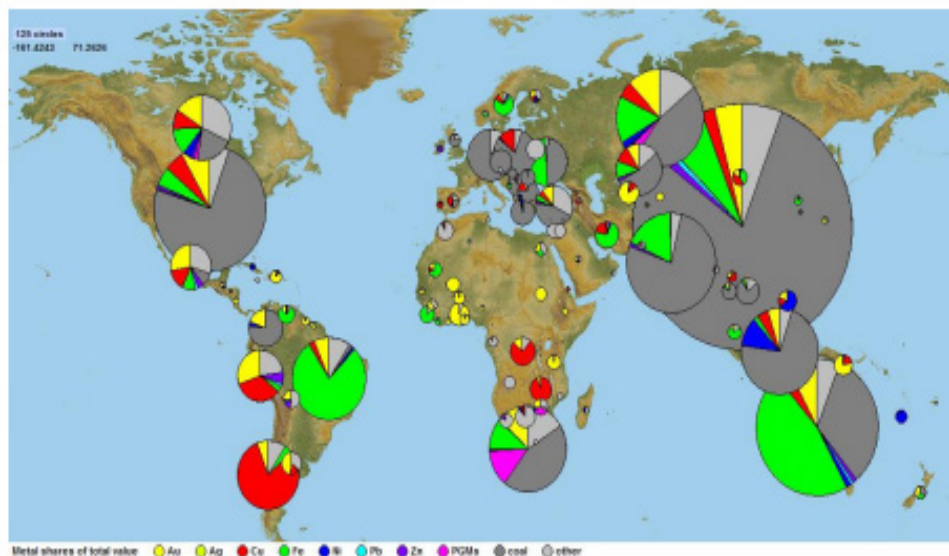 125 circles
-161.4243 71.2626
Metal shares of total value Au Ag Cu Fe Ni Pb Zn PGMs coal other